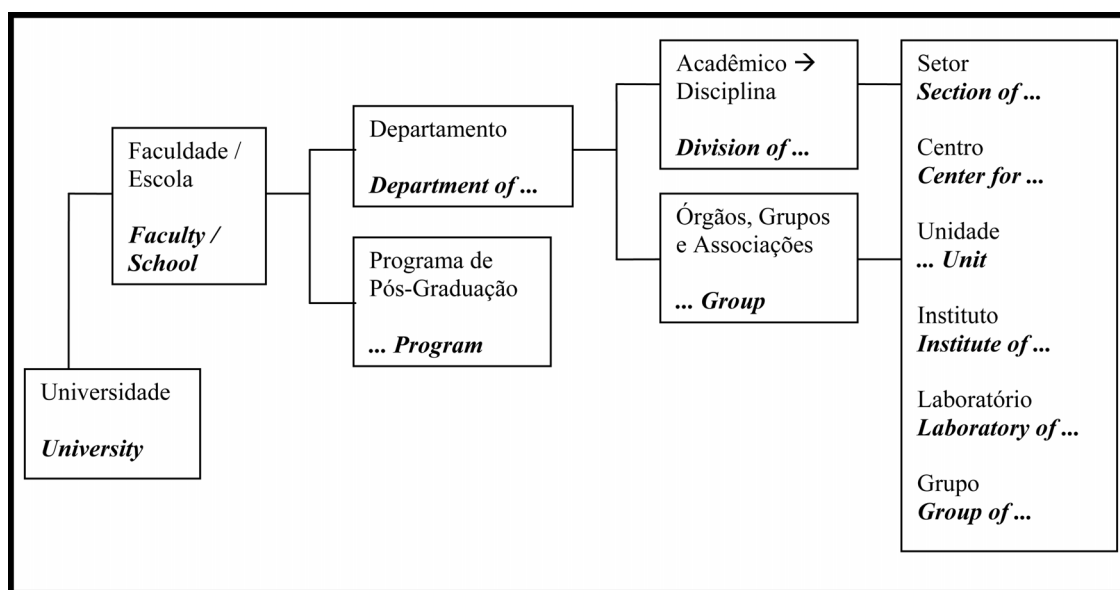 Universidade
University
Faculdade /
Escola
Faculty /
School
Departamento
Department of ...
Programa de
Pós-Graduação
... Program
Acadêmico →
Disciplina
Division of ...
Órgãos, Grupos
e Associações
... Group
Setor
Section of ...
Centro
Center for ...
Unidade
... Unit
Instituto
Institute of ...
Laboratório
Laboratory of ...
Grupo
Group of ...